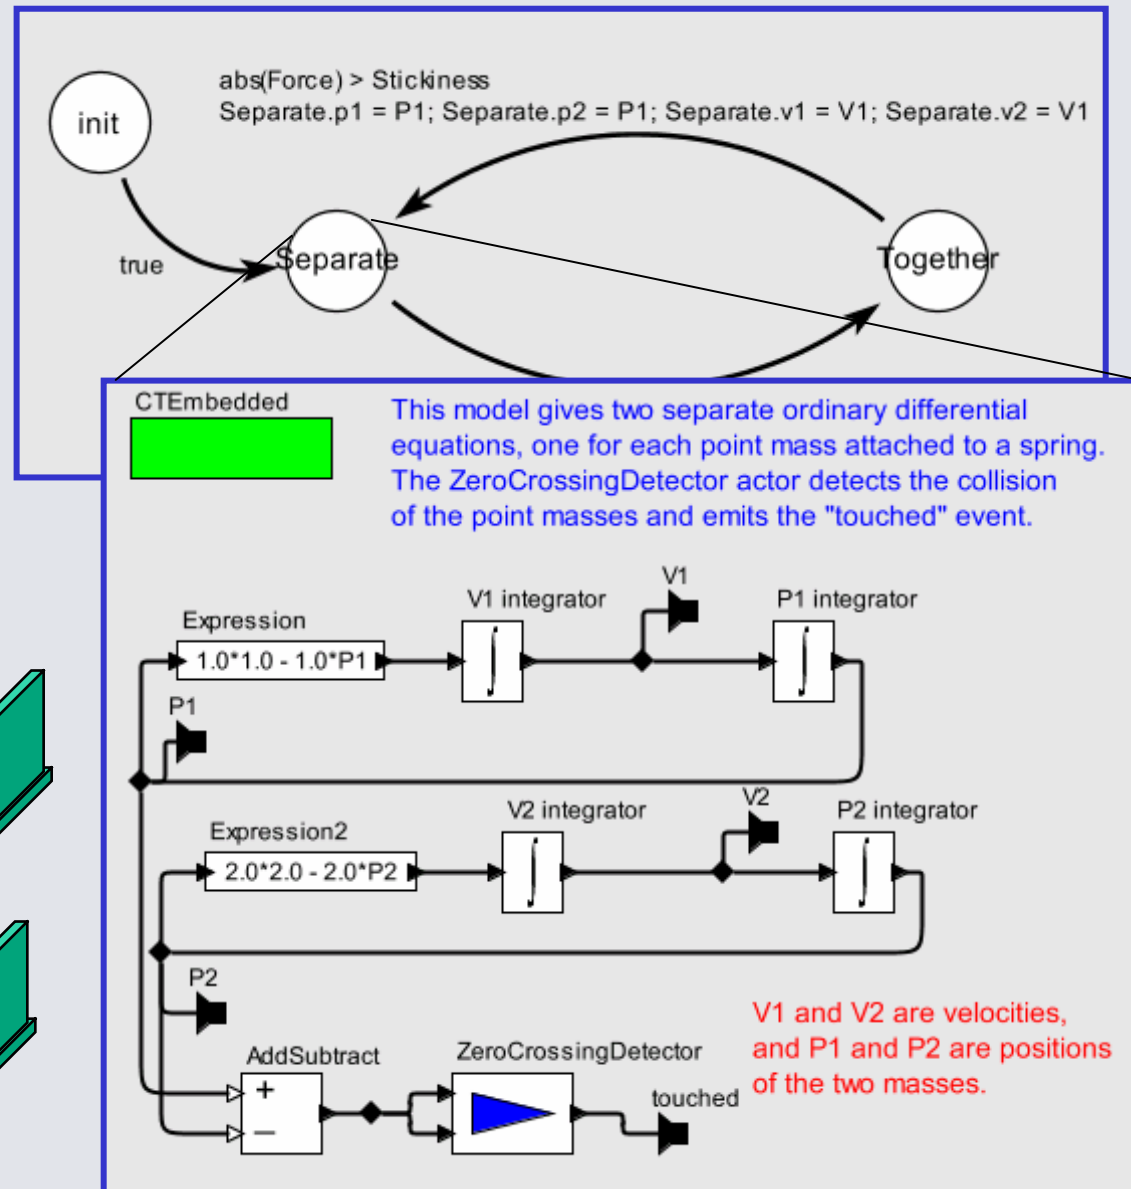 abs(Force) > Stickiness
Separate.p1 = P1; Separate.p2 = P1; Separate.v1 = V1; Separate.v2 = V1
init
true
Separate
Together
CTEmbedded
This model gives two separate ordinary differential
equations, one for each point mass attached to a spring.
The ZeroCrossingDetector actor detects the collision
of the point masses and emits the "touched" event.
V1
V1 integrator
P1 integrator
Expression
1.0*1.0 - 1.0*P1
∫
∫
P1
V2
V2 integrator
P2 integrator
Expression2
2.0*2.0 - 2.0*P2
∫
∫
P2
V1 and V2 are velocities,
and P1 and P2 are positions
of the two masses.
AddSubtract
+
−
ZeroCrossingDetector
touched